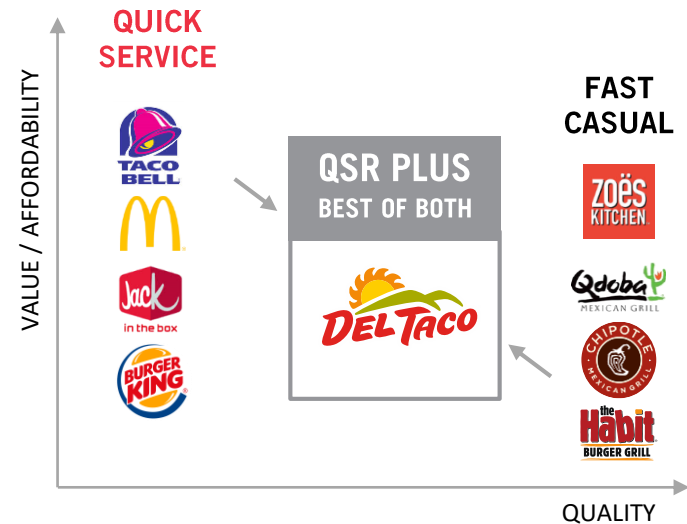 QUICK
SERVICE
VALUE / AFFORDABILITY
TACO
BELL
Jack
in the box
BURGER
KING
®
QSR PLUS
BEST OF BOTH
DEL TACO
FAST
CASUAL
ZOËS
KITCHEN
Qdoba
MEXICAN GRILL
CHIPOTLE
MEXICAN GRILL
the
Habit
BURGER GRILL
QUALITY